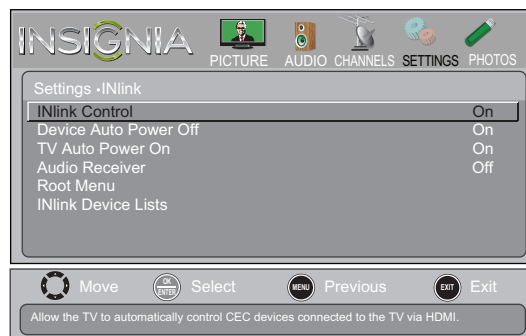 INSIGNIA
PICTURE AUDIO CHANNELS SETTINGS PHOTOS
Settings •INlink
INlink Control On
Device Auto Power Off On
TV Auto Power On On
Audio Receiver Off
Root Menu
INlink Device Lists
Move OK ENTER Select MENU Previous EXIT Exit
Allow the TV to automatically control CEC devices connected to the TV via HDMI.